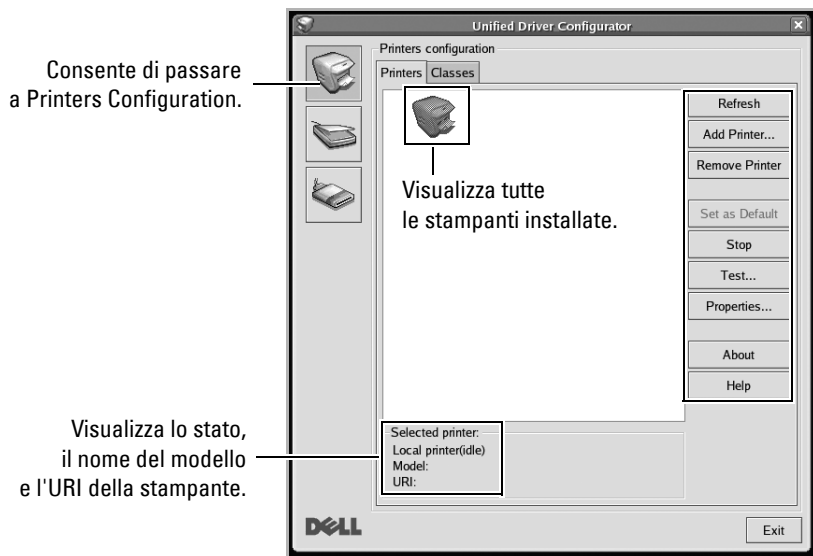 Unified Driver Configurator
Consente di passare
a Printers Configuration.
Printers configuration
Printers Classes
Visualizza tutte
le stampanti installate.
Refresh
Add Printer...
Remove Printer
Set as Default
Stop
Test...
Properties...
About
Help
Visualizza lo stato,
il nome del modello
e l'URI della stampante.
Selected printer:
Local printer(idle)
Model:
URI:
DELL
Exit